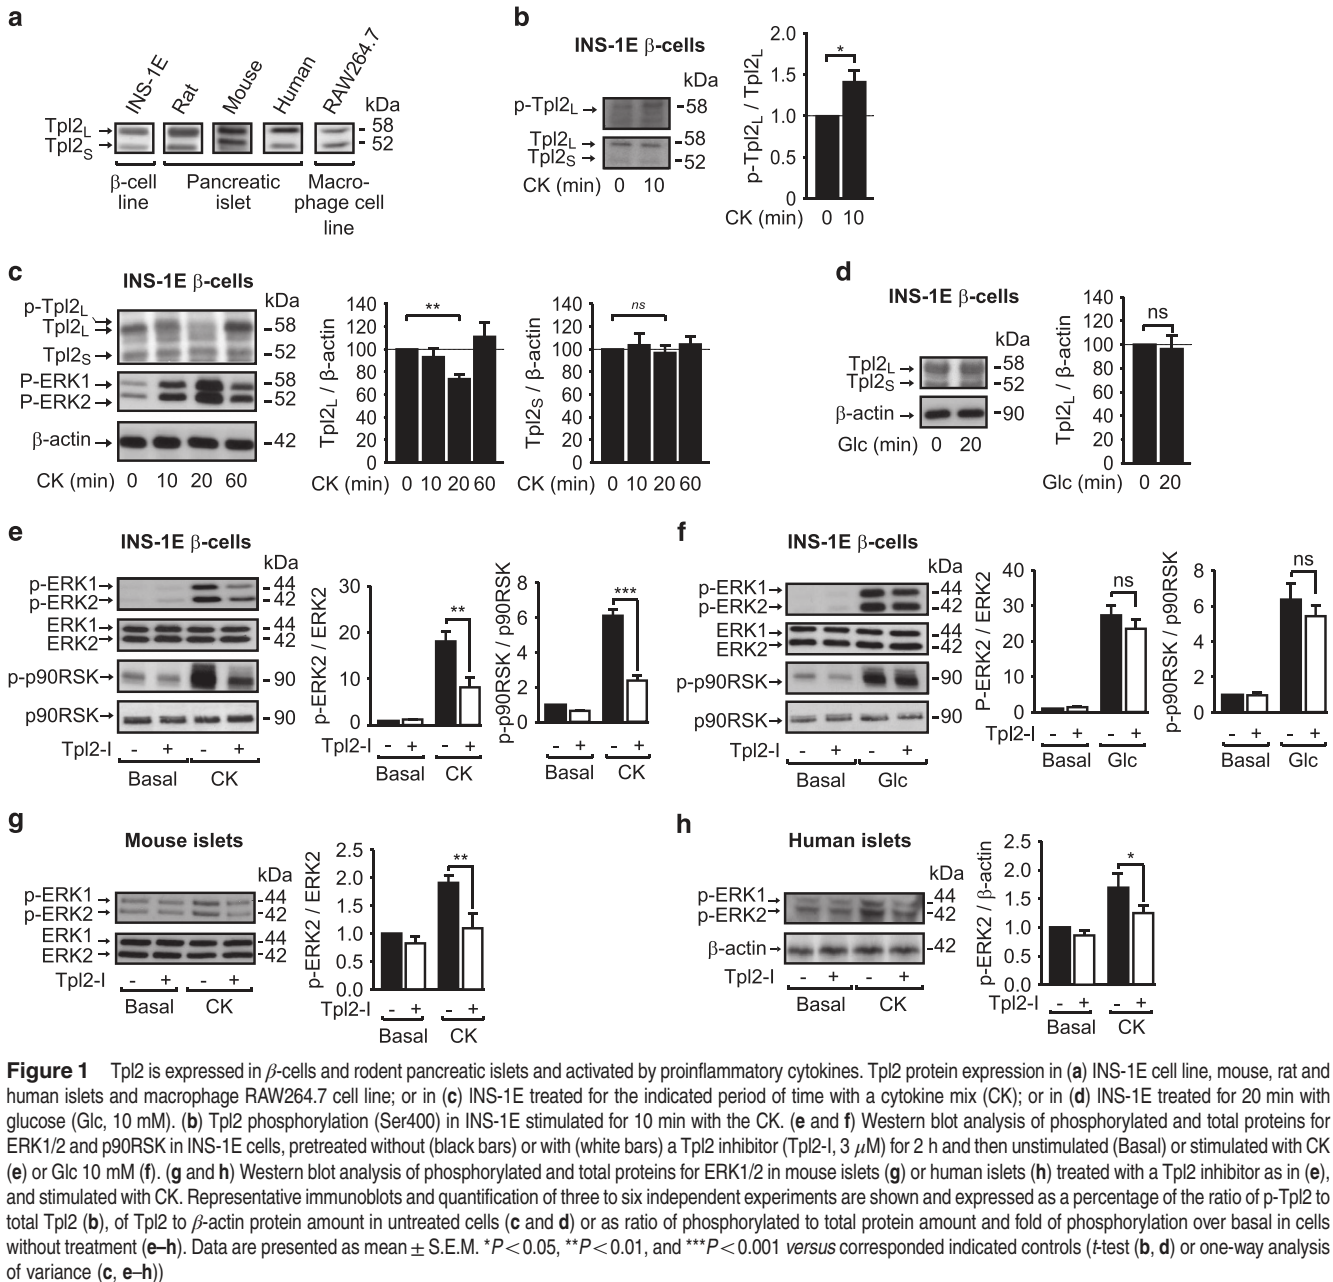 a
INS-1E
Rat
Mouse
Human
RAW264.7
kDa
Tpl2L
Tpl2S
58
52
β-cell
line
Pancreatic
islet
Macro-
phage cell
line
b
INS-1E β-cells
kDa
p-Tpl2L
-58
Tpl2L
Tpl2S
-58
52
CK (min) 0 10
p-Tpl2L / Tpl2L
2.0
1.5
1.0
0.5
0
*
CK (min) 0 10
c
INS-1E β-cells
kDa
p-Tpl2L
Tpl2L
-58
Tpl2S
-52
P-ERK1
-58
P-ERK2
-52
β-actin
-42
CK (min) 0 10 20 60
Tpl2L / β-actin
140
120
100
80
60
40
20
0
**
CK (min) 0 10 20 60
Tpl2S / β-actin
140
120
100
80
60
40
20
0
ns
CK (min) 0 10 20 60
d
INS-1E β-cells
kDa
Tpl2L
-58
Tpl2S
-52
β-actin
-90
Glc (min) 0 20
Tpl2L / β-actin
140
120
100
80
60
40
20
0
ns
Glc (min) 0 20
e
INS-1E β-cells
kDa
p-ERK1
-44
p-ERK2
-42
ERK1
-44
ERK2
-42
p-p90RSK
-90
p90RSK
-90
Tpl2-I - + - +
Basal CK
p-ERK2 / ERK2
30
20
10
0
**
Tpl2-I - + - +
Basal CK
p-p90RSK / p90RSK
8
6
4
2
0
***
- + - +
Basal CK
f
INS-1E β-cells
kDa
p-ERK1
-44
p-ERK2
-42
ERK1
-44
ERK2
-42
p-p90RSK
-90
p90RSK
-90
Tpl2-I - + - +
Basal Glc
P-ERK2 / ERK2
40
30
20
10
0
ns
Tpl2-I - + - +
Basal Glc
p-p90RSK / p90RSK
8
6
4
2
0
ns
- + - +
Basal Glc
g
Mouse islets
kDa
p-ERK1
-44
p-ERK2
-42
ERK1
-44
ERK2
-42
Tpl2-I - + - +
Basal CK
p-ERK2 / ERK2
2.5
2.0
1.5
1.0
0.5
0.0
**
Tpl2-I - + - +
Basal CK
h
Human islets
kDa
p-ERK1
-44
p-ERK2
-42
β-actin
-42
Tpl2-I - + - +
Basal CK
p-ERK2 / β-actin
2.5
2.0
1.5
1.0
0.5
0.0
*
Tpl2-I - + - +
Basal CK
Figure 1 Tpl2 is expressed in β-cells and rodent pancreatic islets and activated by proinflammatory cytokines. Tpl2 protein expression in (a) INS-1E cell line, mouse, rat and
human islets and macrophage RAW264.7 cell line; or in (c) INS-1E treated for the indicated period of time with a cytokine mix (CK); or in (d) INS-1E treated for 20 min with
glucose (Glc, 10 mM). (b) Tpl2 phosphorylation (Ser400) in INS-1E stimulated for 10 min with the CK. (e and f) Western blot analysis of phosphorylated and total proteins for
ERK1/2 and p90RSK in INS-1E cells, pretreated without (black bars) or with (white bars) a Tpl2 inhibitor (Tpl2-I, 3 μM) for 2 h and then unstimulated (Basal) or stimulated with CK
(e) or Glc 10 mM (f). (g and h) Western blot analysis of phosphorylated and total proteins for ERK1/2 in mouse islets (g) or human islets (h) treated with a Tpl2 inhibitor as in (e),
and stimulated with CK. Representative immunoblots and quantification of three to six independent experiments are shown and expressed as a percentage of the ratio of p-Tpl2 to
total Tpl2 (b), of Tpl2 to β-actin protein amount in untreated cells (c and d) or as ratio of phosphorylated to total protein amount and fold of phosphorylation over basal in cells
without treatment (e–h). Data are presented as mean ± S.E.M. *P<0.05, **P<0.01, and ***P<0.001 versus corresponded indicated controls (t-test (b, d) or one-way analysis
of variance (c, e–h))